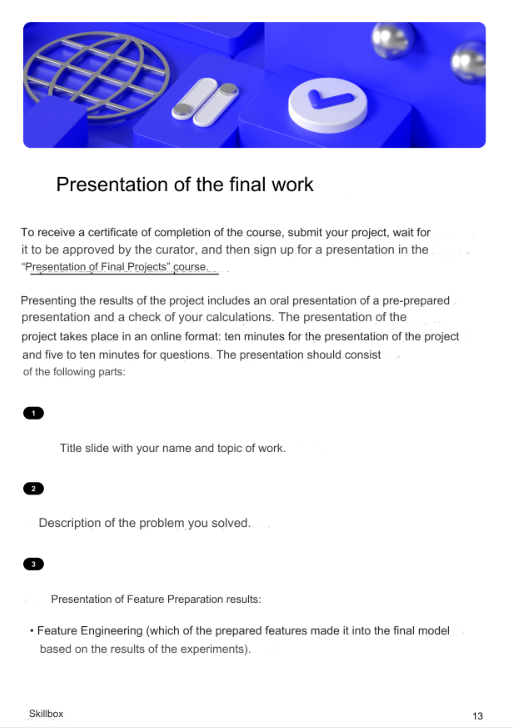 Presentation of the final work
To receive a certificate of completion of the course, submit your project, wait for
it to be approved by the curator, and then sign up for a presentation in the
“Presentation of Final Projects” course.
Presenting the results of the project includes an oral presentation of a pre-prepared
presentation and a check of your calculations. The presentation of the
project takes place in an online format: ten minutes for the presentation of the project
and five to ten minutes for questions. The presentation should consist
of the following parts:
1
Title slide with your name and topic of work.
2
Description of the problem you solved.
3
Presentation of Feature Preparation results:
• Feature Engineering (which of the prepared features made it into the final model
based on the results of the experiments).
Skillbox
13